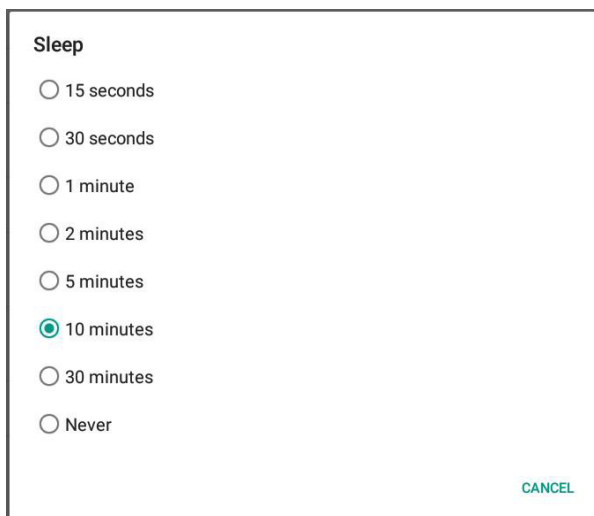 Sleep
15 seconds
30 seconds
1 minute
2 minutes
5 minutes
10 minutes
30 minutes
Never
CANCEL